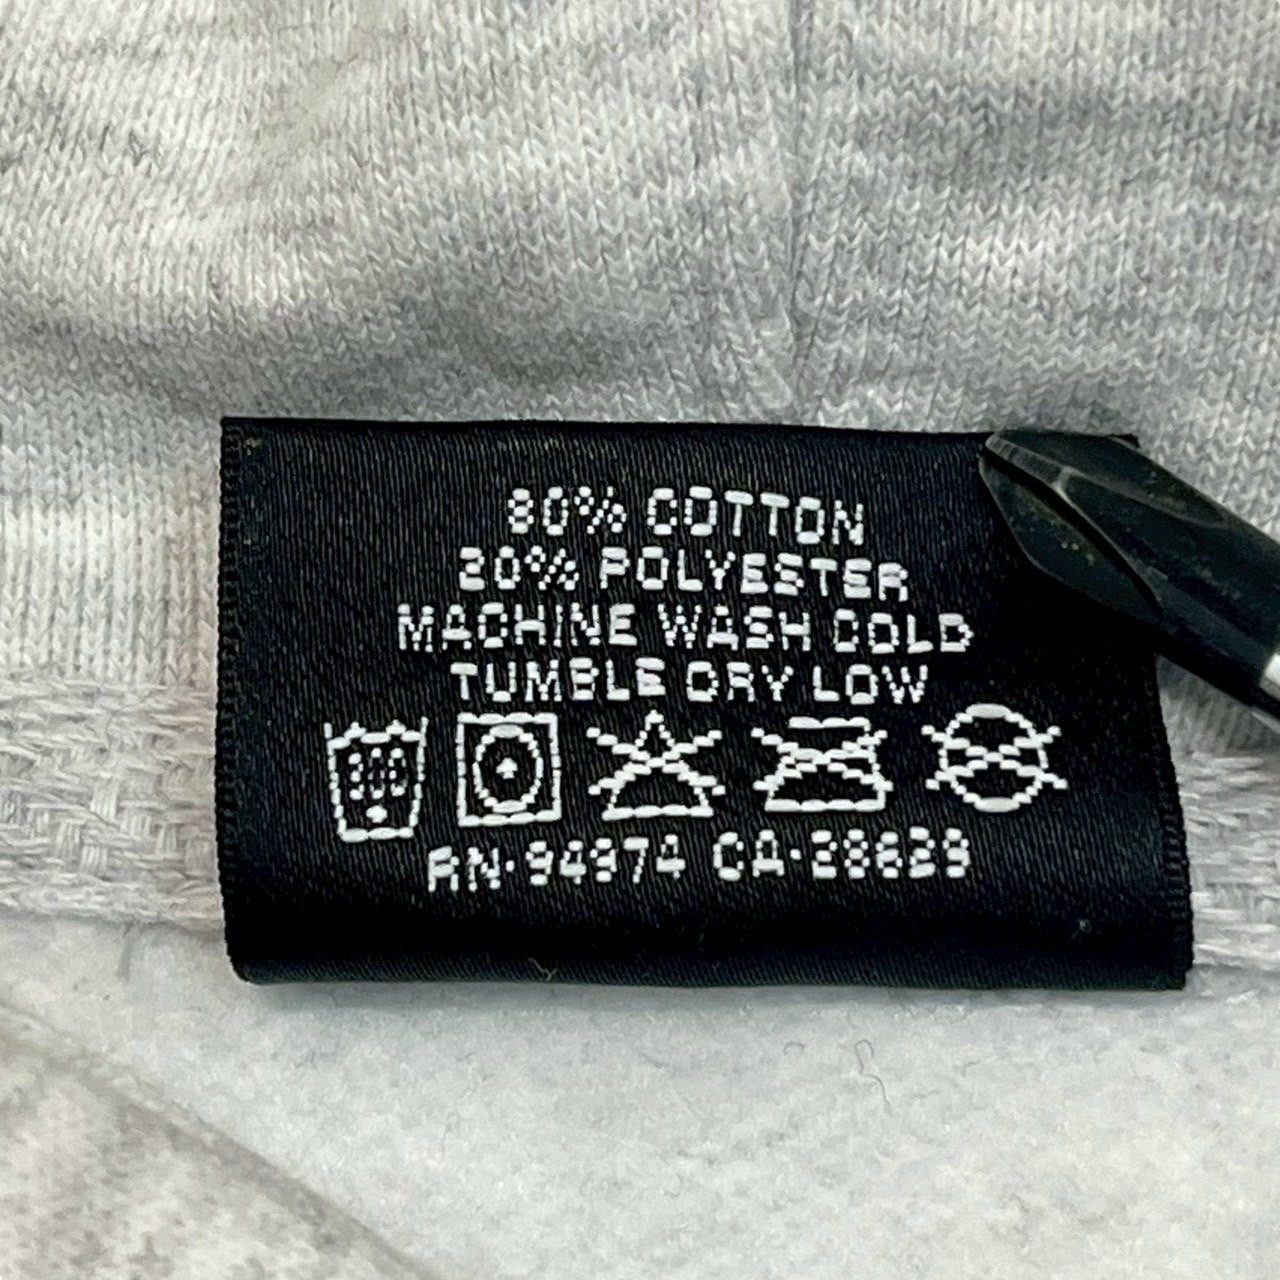 80% COTTON
20% POLYESTER
MACHINE WASH COLD
TUMBLE DRY LOW
RN·94974 CA·28629